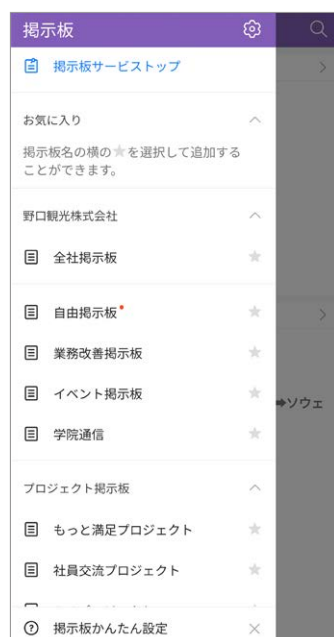 掲示板
掲示板サービストップ
お気に入り
掲示板名の横の★を選択して追加する
ことができます。
野口観光株式会社
全社掲示板
自由掲示板
業務改善掲示板
イベント掲示板
➡ソウェ
学院通信
プロジェクト掲示板
もっと満足プロジェクト
社員交流プロジェクト
掲示板かんたん設定